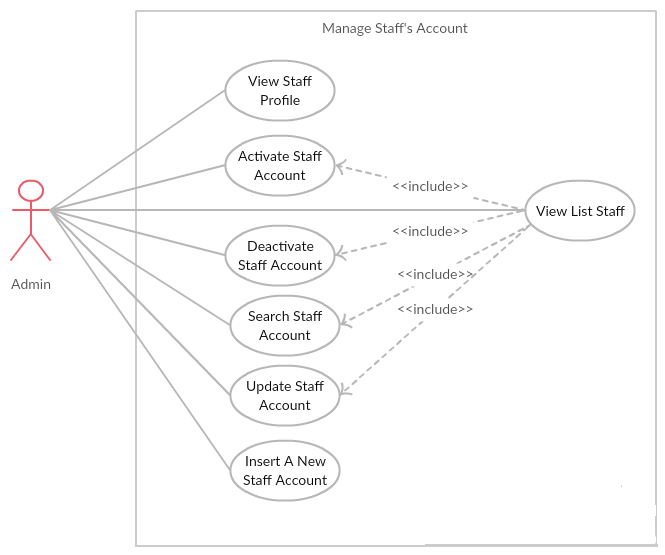 Manage Staff's Account
View Staff
Profile
Activate Staff
Account
<<include>>
View List Staff
<<include>>
Deactivate
Staff Account
<<include>>
Admin
Search Staff
Account
<<include>>
Update Staff
Account
Insert A New
Staff Account